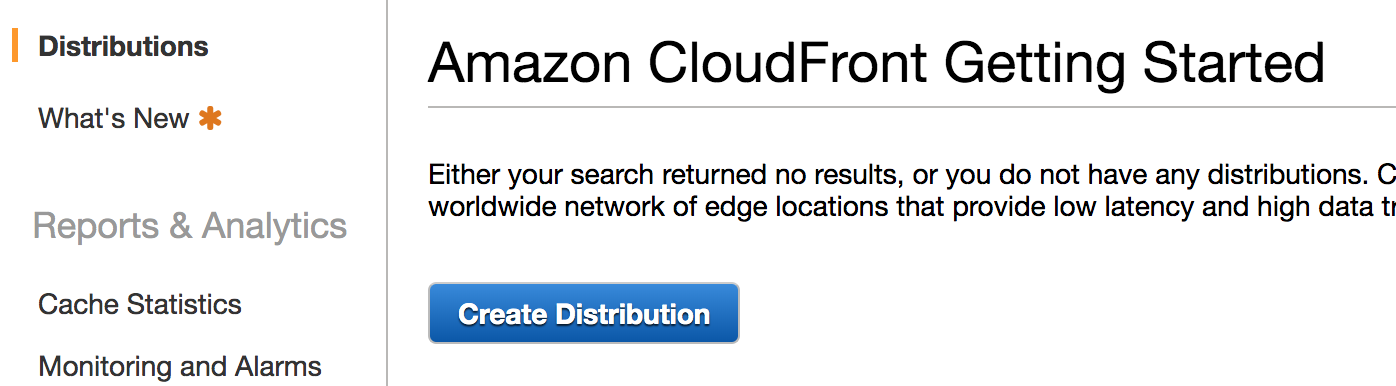 Distributions
What's New
Reports & Analytics
Cache Statistics
Monitoring and Alarms
Amazon CloudFront Getting Started
Either your search returned no results, or you do not have any distributions. C
worldwide network of edge locations that provide low latency and high data tr
Create Distribution